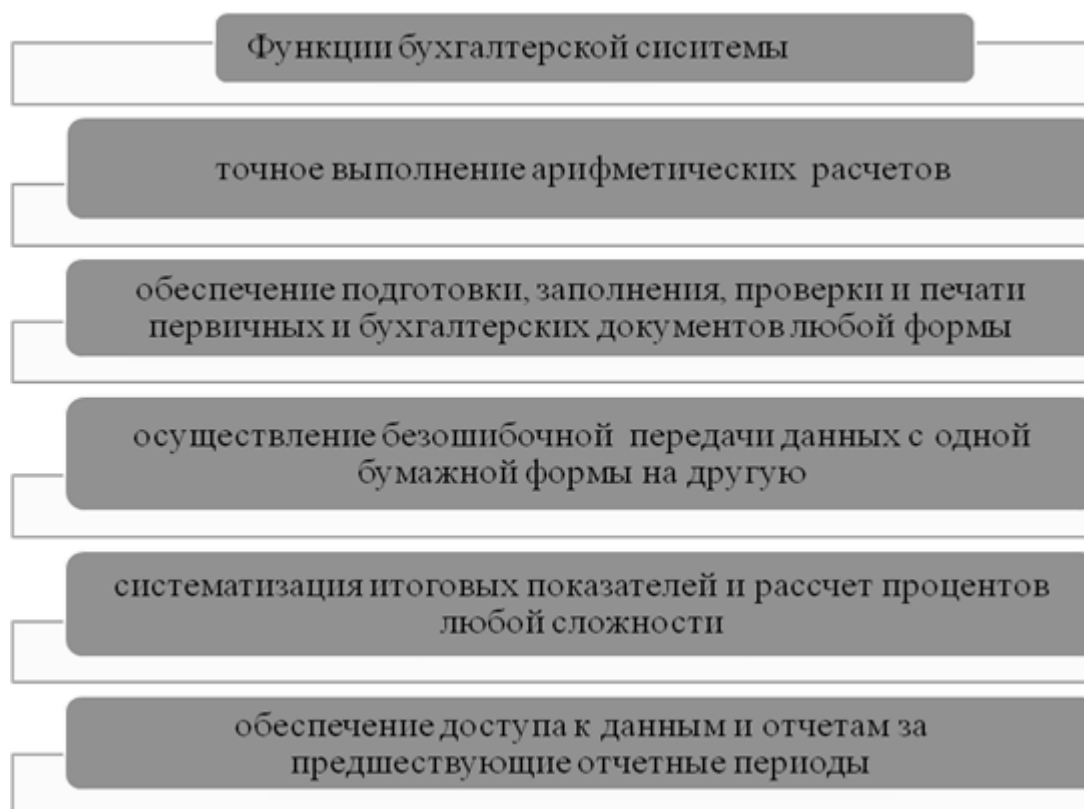 Функции бухгалтерской сиситемы
точное выполнение арифметических расчетов
обеспечение подготовки, заполнения, проверки и печати
первичных и бухгалтерских документов любой формы
осуществление безошибочной передачи данных с одной
бумажной формы на другую
систематизация итоговых показателей и рассчет процентов
любой сложности
обеспечение доступа к данным и отчетам за
предшествующие отчетные периоды